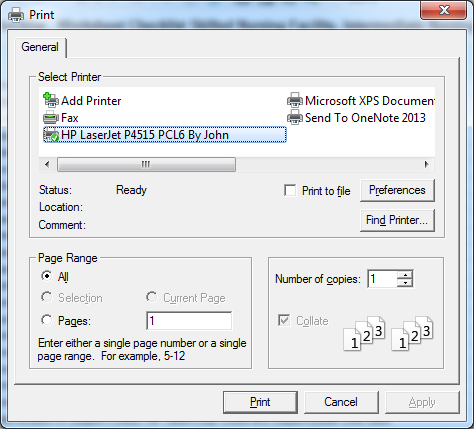 Print
General
Select Printer
Add Printer
Microsoft XPS Document
Fax
Send To OneNote 2013
HP LaserJet P4515 PCL6 By John
Status: Ready
Print to file
Preferences
Location:
Comment:
Find Printer...
Page Range
All
Selection
Current Page
Pages:
1
Enter either a single page number or a single
page range. For example, 5-12
Number of copies:
1
Collate
1 2 3
1 2 3
Print
Cancel
Apply